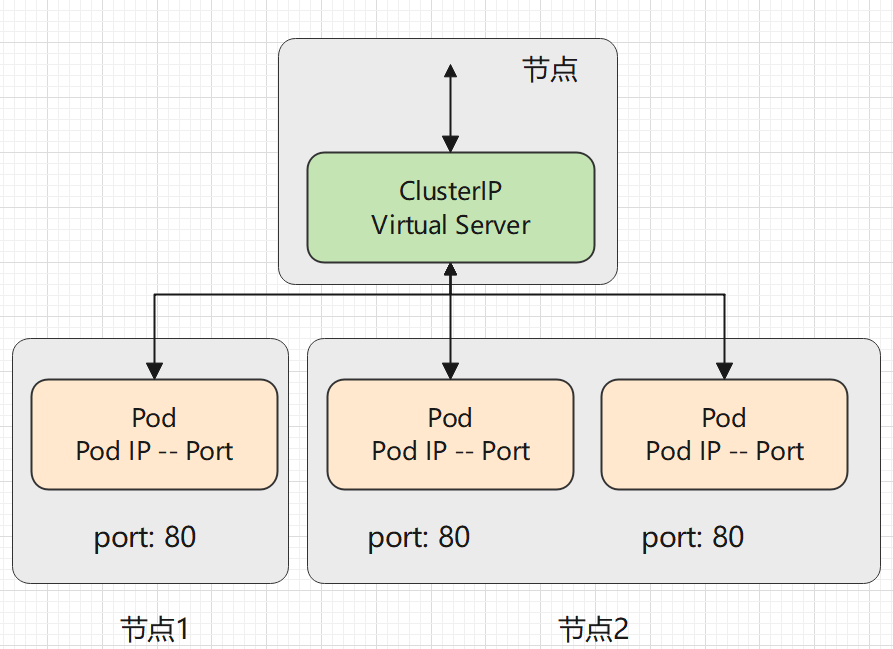 节点
ClusterIP
Virtual Server
Pod
Pod IP -- Port
port: 80
Pod
Pod IP -- Port
port: 80
Pod
Pod IP -- Port
port: 80
节点1
节点2